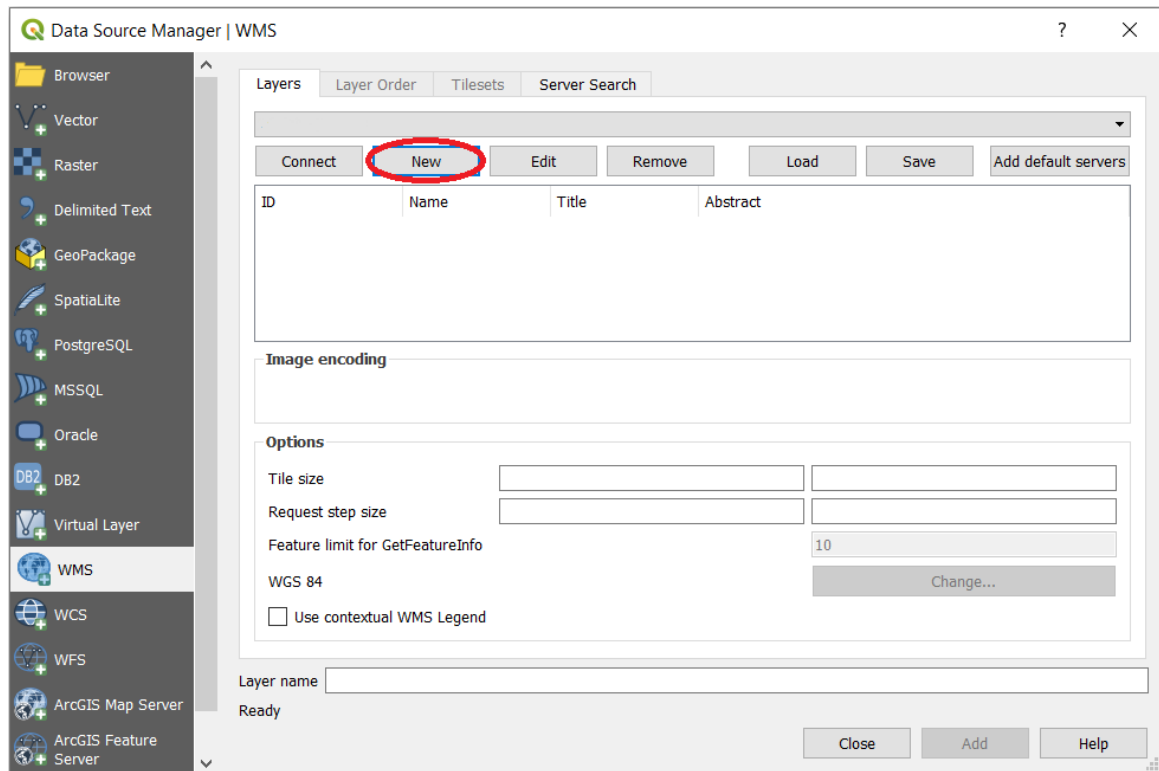 Data Source Manager | WMS
?
Browser
Vector
Raster
Delimited Text
GeoPackage
SpatiaLite
PostgreSQL
MSSQL
Oracle
DB2 DB2
Virtual Layer
WMS
WCS
WFS
ArcGIS Map Server
ArcGIS Feature
Server
Layers Layer Order Tilesets Server Search
Connect New Edit Remove Load Save Add default servers
ID Name Title Abstract
Image encoding
Options
Tile size
Request step size
Feature limit for GetFeatureInfo 10
WGS 84 Change...
Use contextual WMS Legend
Layer name
Ready
Close Add Help